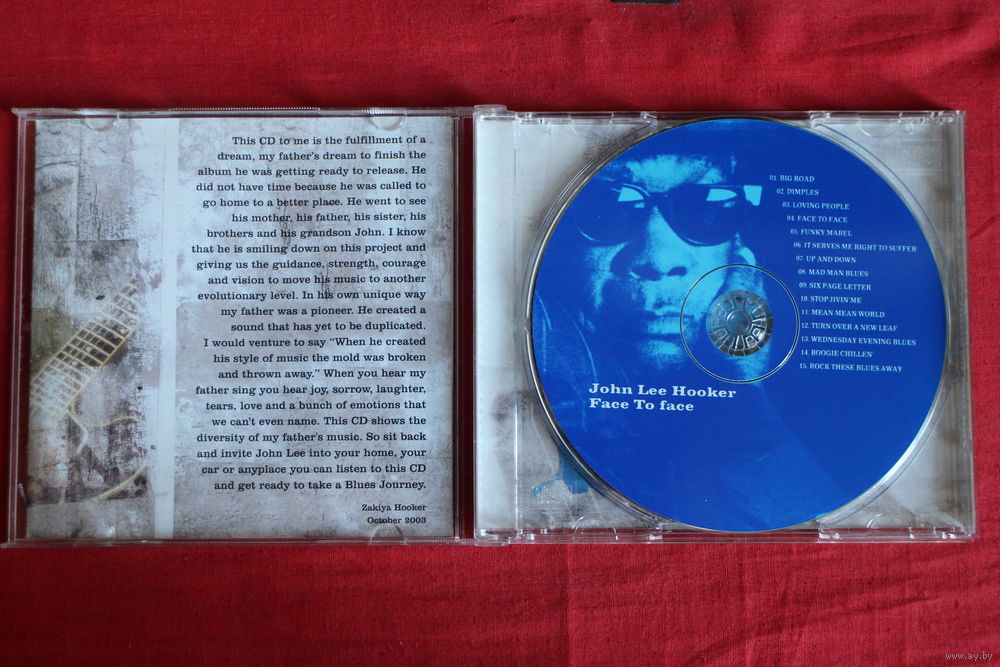 This CD to me is the fulfillment of a
dream, my father's dream to finish the
album he was getting ready to release. He
did not have time because he was called to
go home to a better place. He went to see
his mother, his father, his sister, his
brothers and his grandson John. I know
that he is smiling down on this project and
giving us the guidance, strength, courage
and vision to move his music to another
evolutionary level. In his own unique way
my father was a pioneer. He created a
sound that has yet to be duplicated.
I would venture to say “When he created
his style of music the mold was broken
and thrown away.” When you hear my
father sing you hear joy, sorrow, laughter,
tears, love and a bunch of emotions that
we can't even name. This CD shows the
diversity of my father's music. So sit back
and invite John Lee into your home, your
car or anyplace you can listen to this CD
and get ready to take a Blues Journey.
Zakiya Hooker
October 2003
01. BIG ROAD
02. DIMPLES
03. LOVING PEOPLE
04. FACE TO FACE
05. FUNKY MABEL
06. IT SERVES ME RIGHT TO SUFFER
07. UP AND DOWN
08. MAD MAN BLUES
09. SIX PAGE LETTER
10. STOP JIVIN' ME
11. MEAN MEAN WORLD
12. TURN OVER A NEW LEAF
13. WEDNESDAY EVENING BLUES
14. BOOGIE CHILLEN'
15. ROCK THESE BLUES AWAY
John Lee Hooker
Face To face
www.ay.by